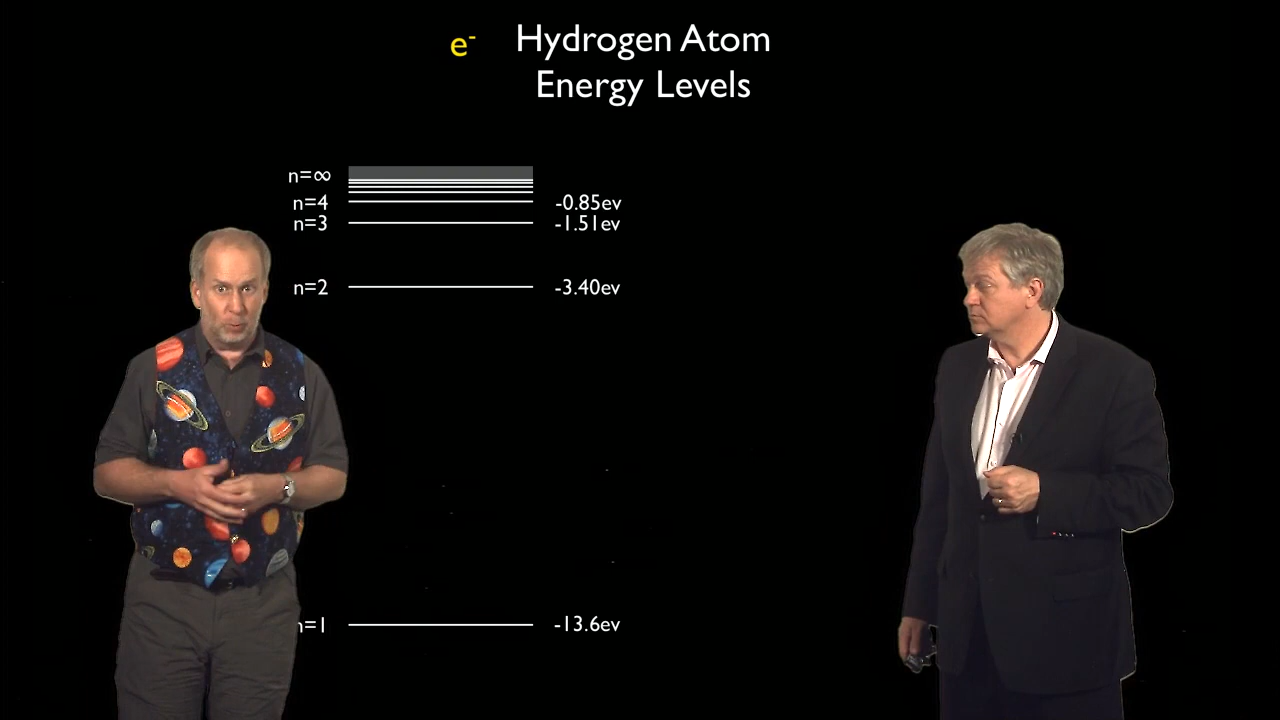 e- Hydrogen Atom
Energy Levels
n=∞
n=4 -0.85ev
n=3 -1.51ev
n=2 -3.40ev
n=1 -13.6ev